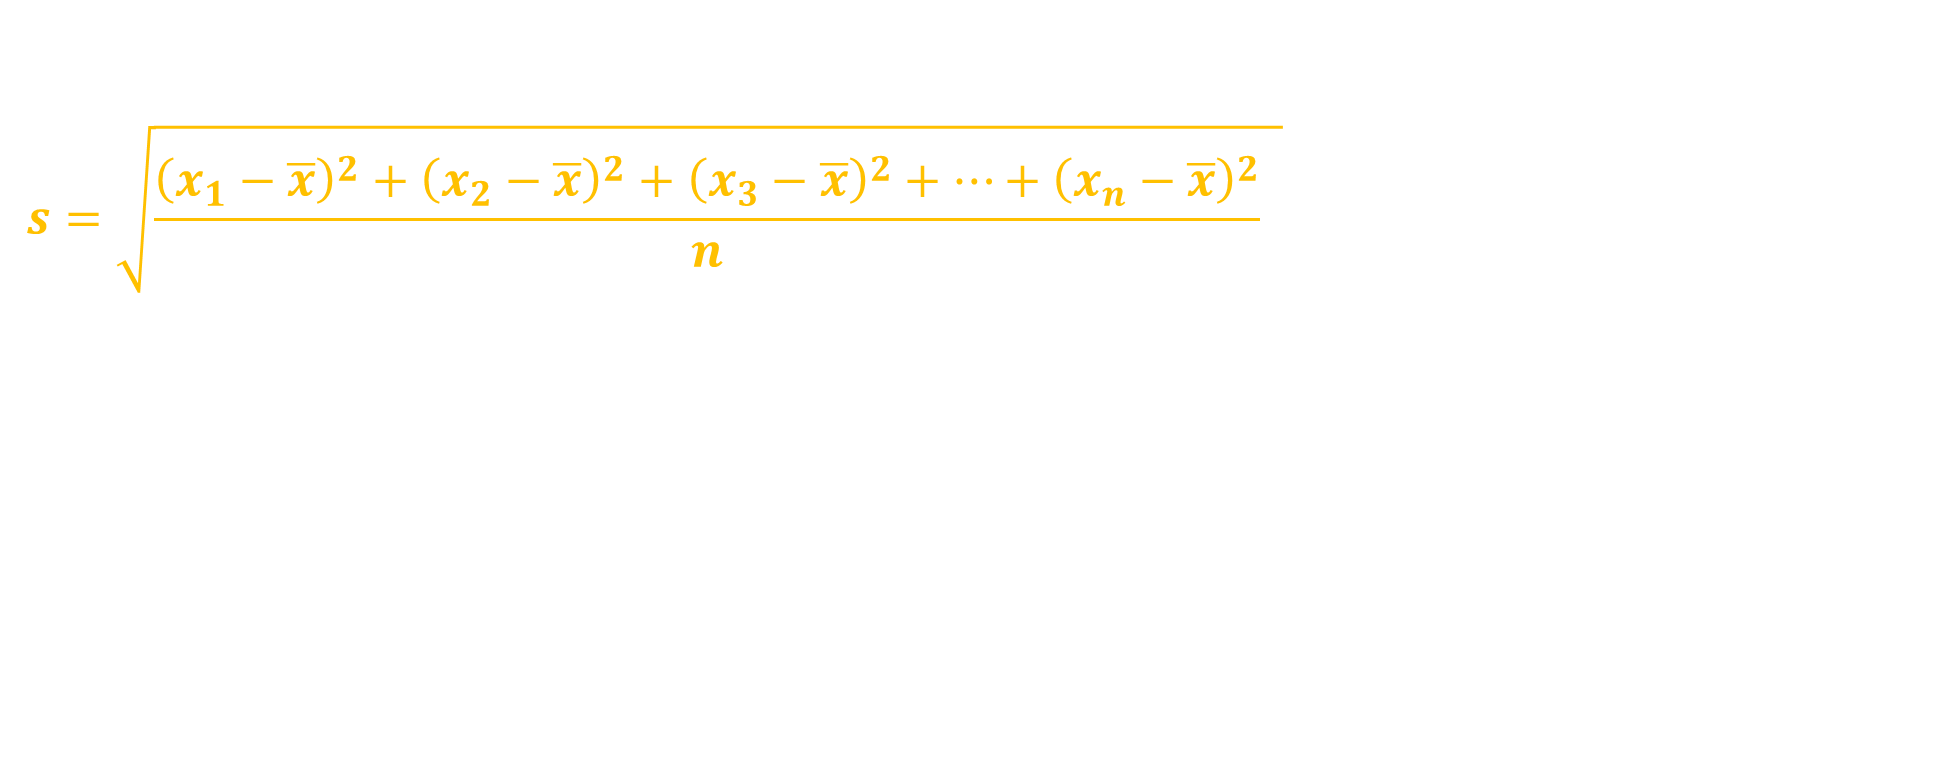 s = √((x₁ − x̅)² + (x₂ − x̅)² + (x₃ − x̅)² + ⋯ + (xₙ − x̅)² / n)